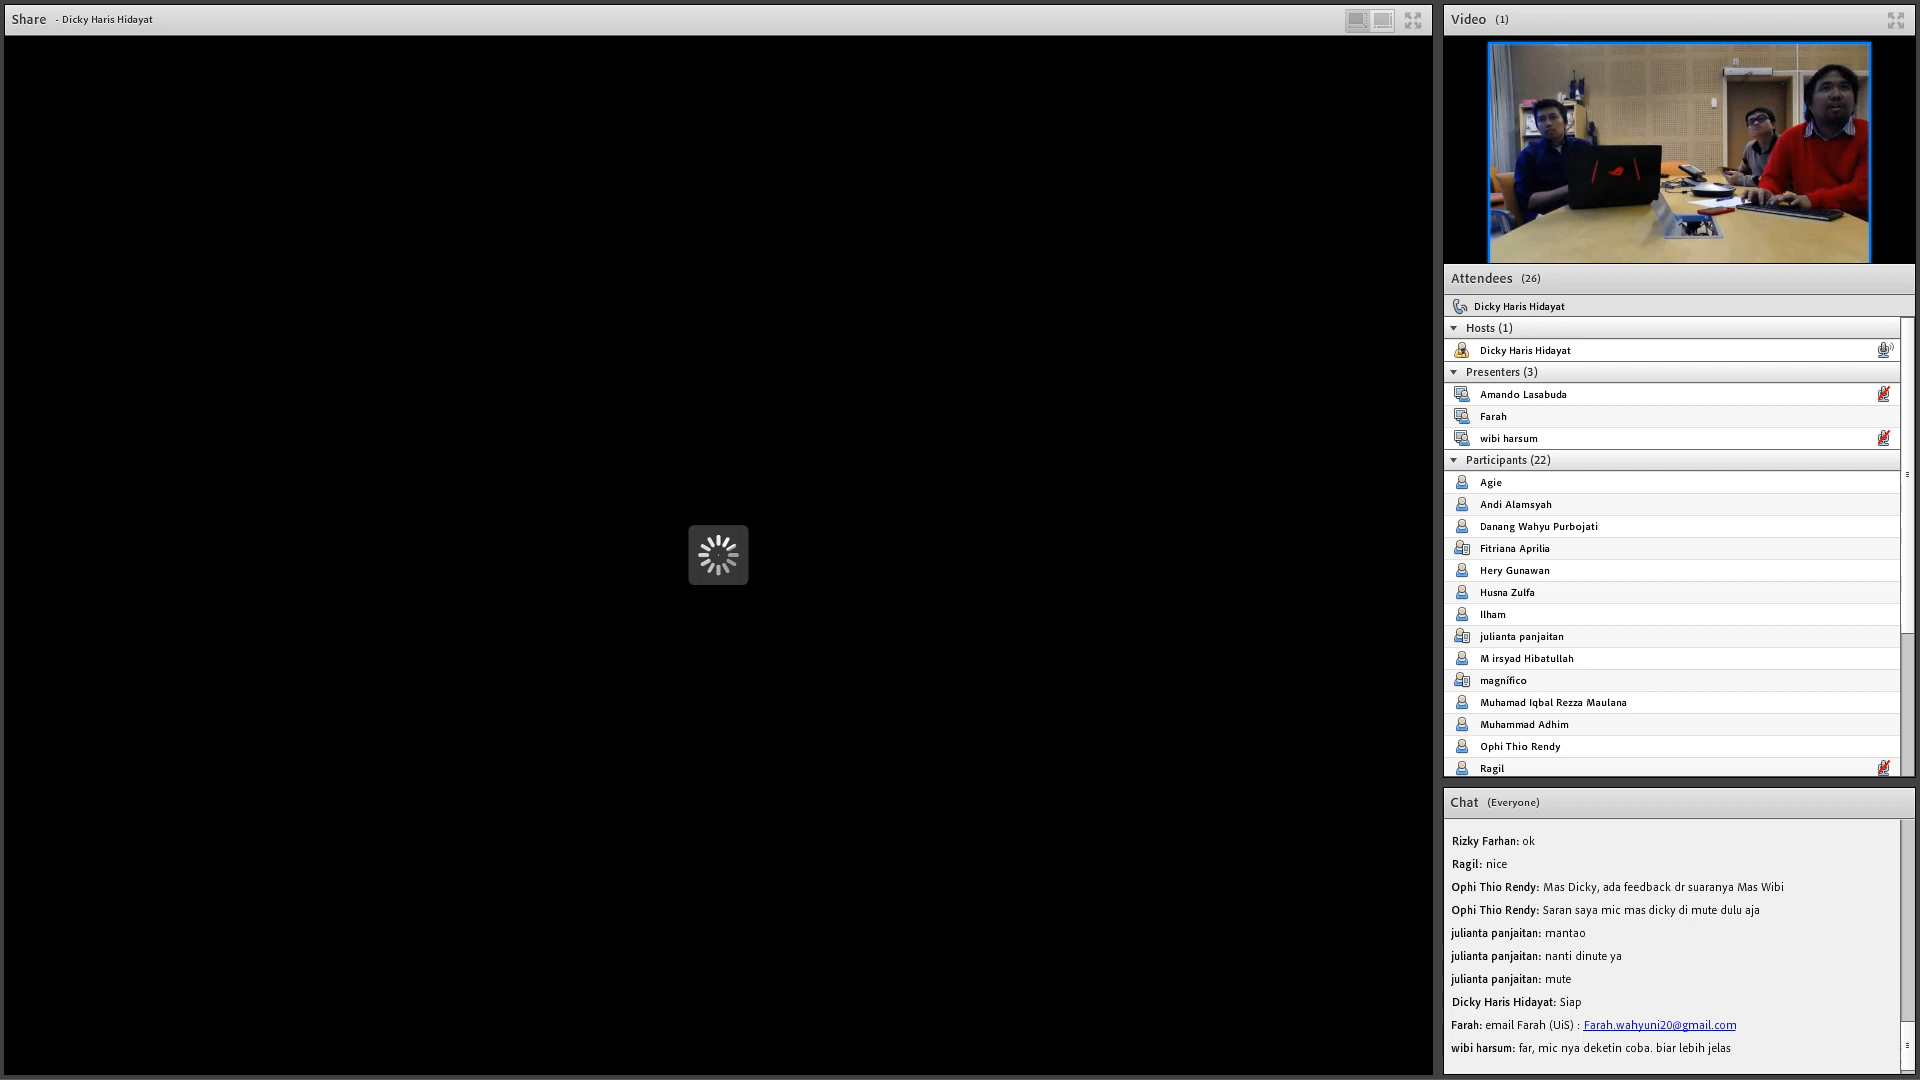 Share - Dicky Haris Hidayat
Video (1)
Attendees (26)
Dicky Haris Hidayat
Hosts (1)
Dicky Haris Hidayat
Presenters (3)
Amando Lasabuda
Farah
wibi harsum
Participants (22)
Agie
Andi Alamsyah
Danang Wahyu Purbojati
Fitriana Aprilia
Hery Gunawan
Husna Zulfa
Ilham
julianta panjaitan
M irsyad Hibatullah
magnífico
Muhamad Iqbal Rezza Maulana
Muhammad Adhim
Ophi Thio Rendy
Ragil
Chat (Everyone)
Rizky Farhan: ok
Ragil: nice
Ophi Thio Rendy: Mas Dicky, ada feedback dr suaranya Mas Wibi
Ophi Thio Rendy: Saran saya mic mas dicky di mute dulu aja
julianta panjaitan: mantao
julianta panjaitan: nanti dinute ya
julianta panjaitan: mute
Dicky Haris Hidayat: Siap
Farah: email Farah (UiS) : Farah.wahyuni20@gmail.com
wibi harsum: far, mic nya deketin coba. biar lebih jelas